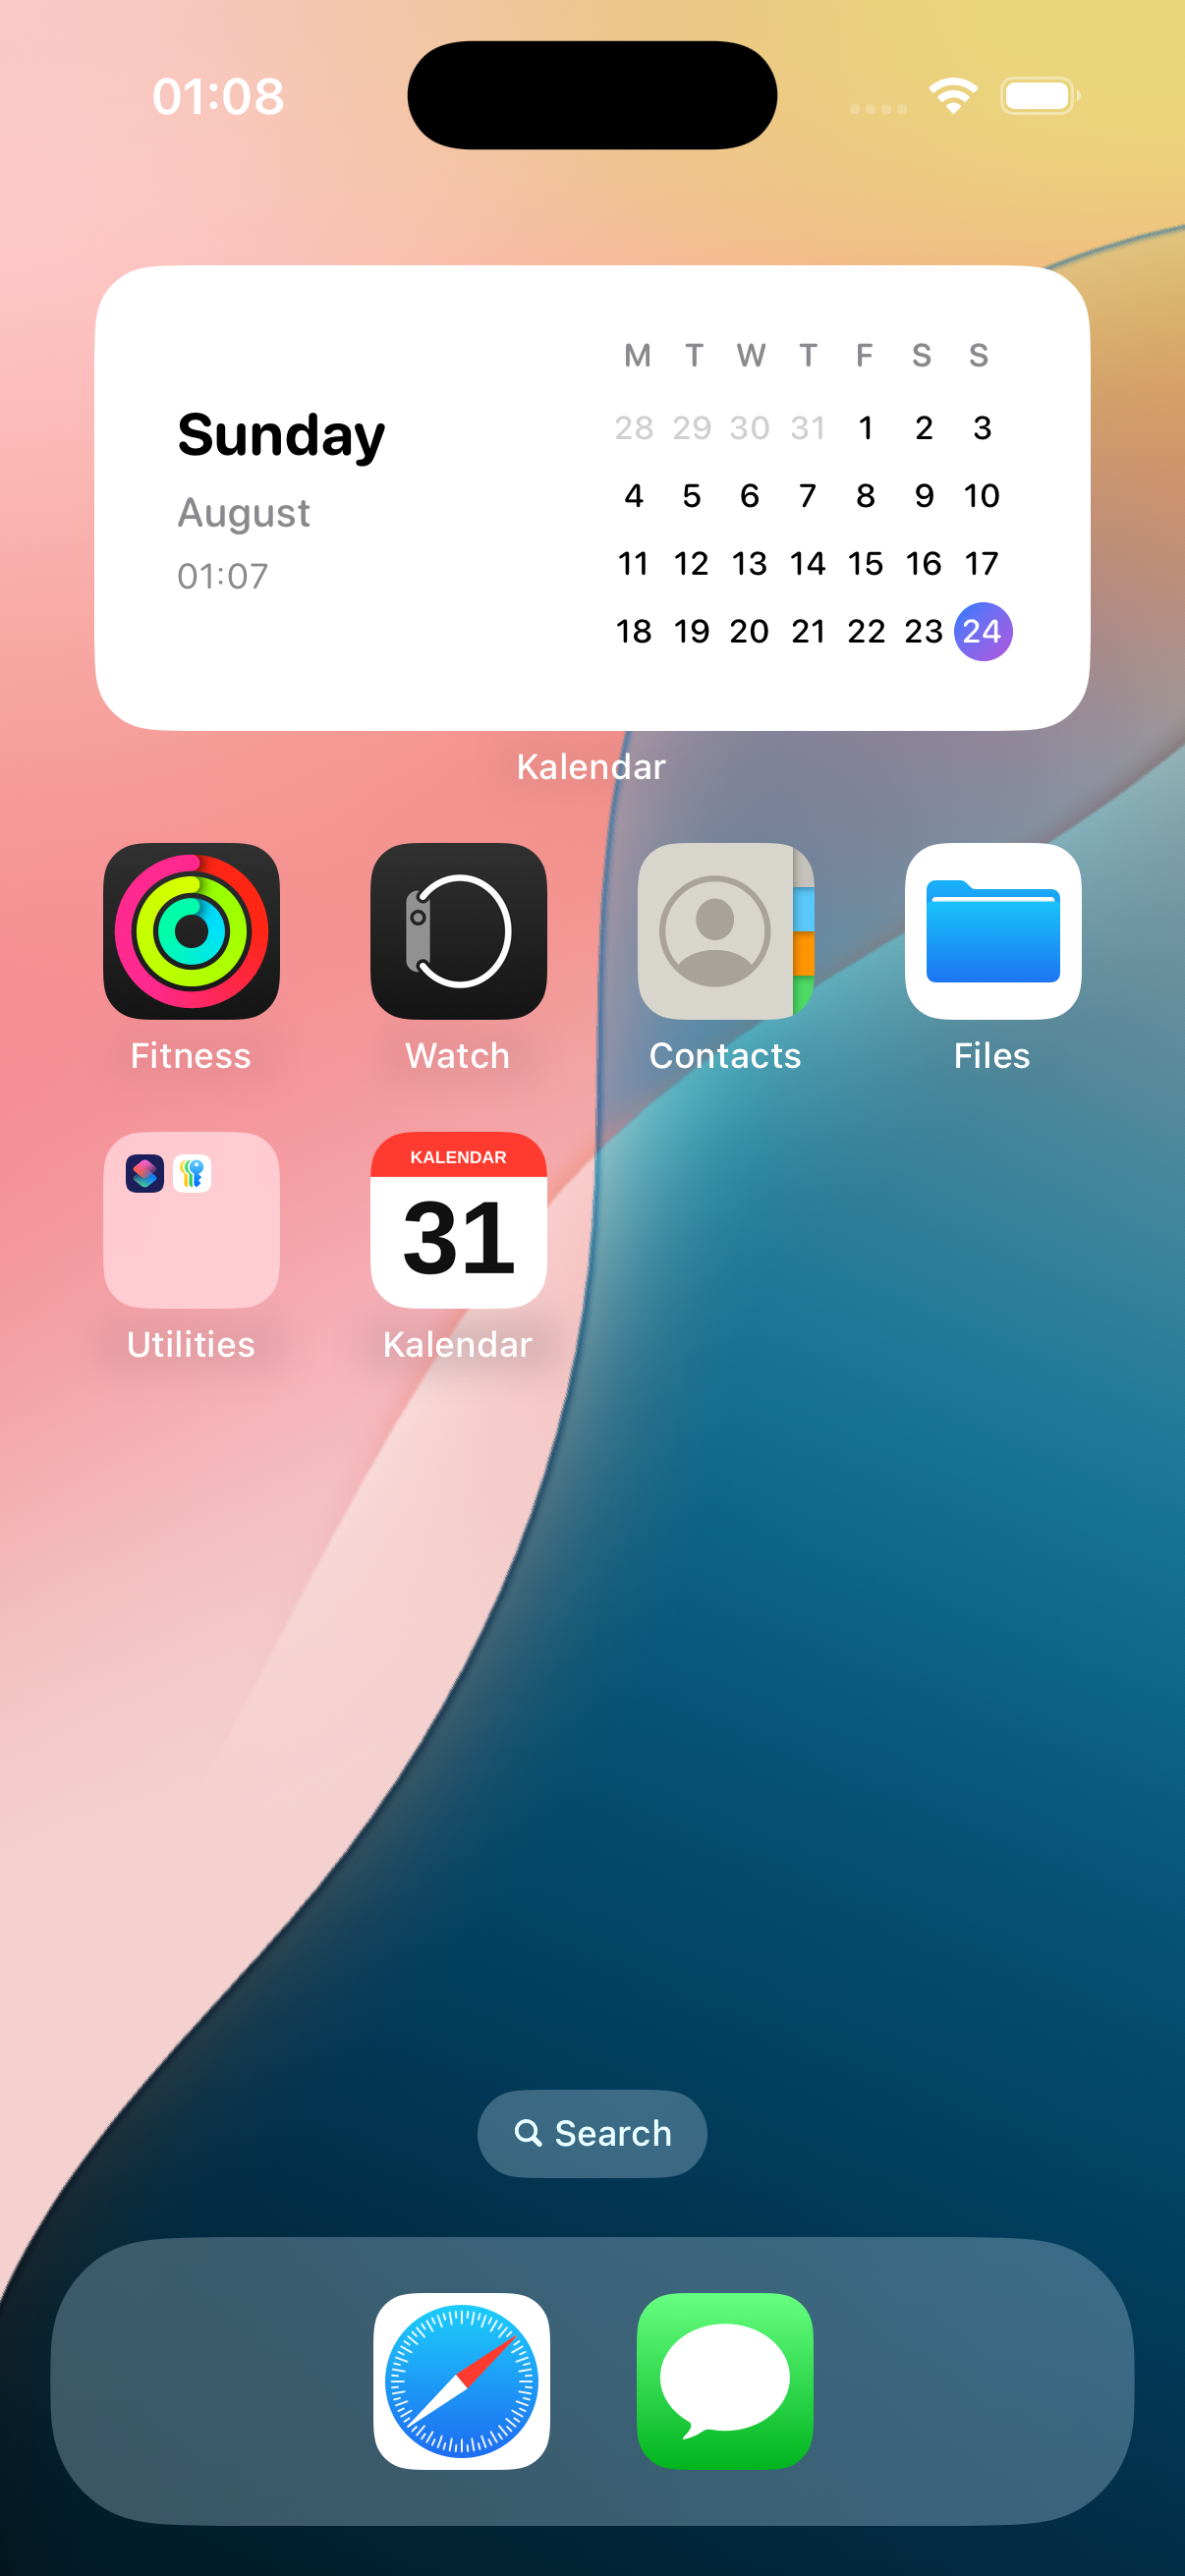 01:08
Sunday
August
01:07
M T W T F S S
28 29 30 31 1 2 3
4 5 6 7 8 9 10
11 12 13 14 15 16 17
18 19 20 21 22 23 24
Kalendar
Fitness
Watch
Contacts
Files
KALENDAR
31
Utilities
Kalendar
Search